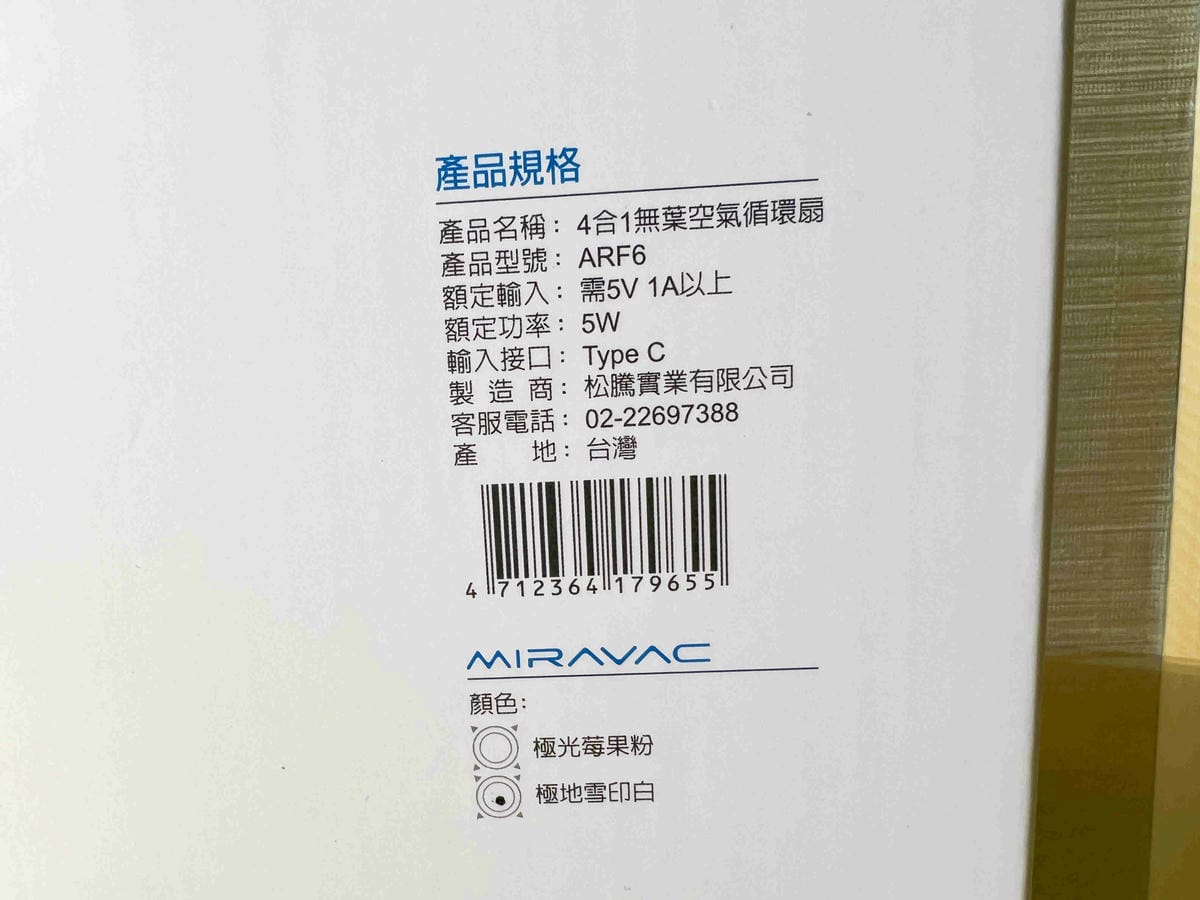 產品規格
產品名稱：4合1無葉空氣循環扇
產品型號：ARF6
額定輸入：需5V 1A以上
額定功率：5W
輸入接口：Type C
製 造 商：松騰實業有限公司
客服電話：02-22697388
產　　地：台灣
4 712364 179655
MIRAVAC
顏色:
極光莓果粉
極地雪印白